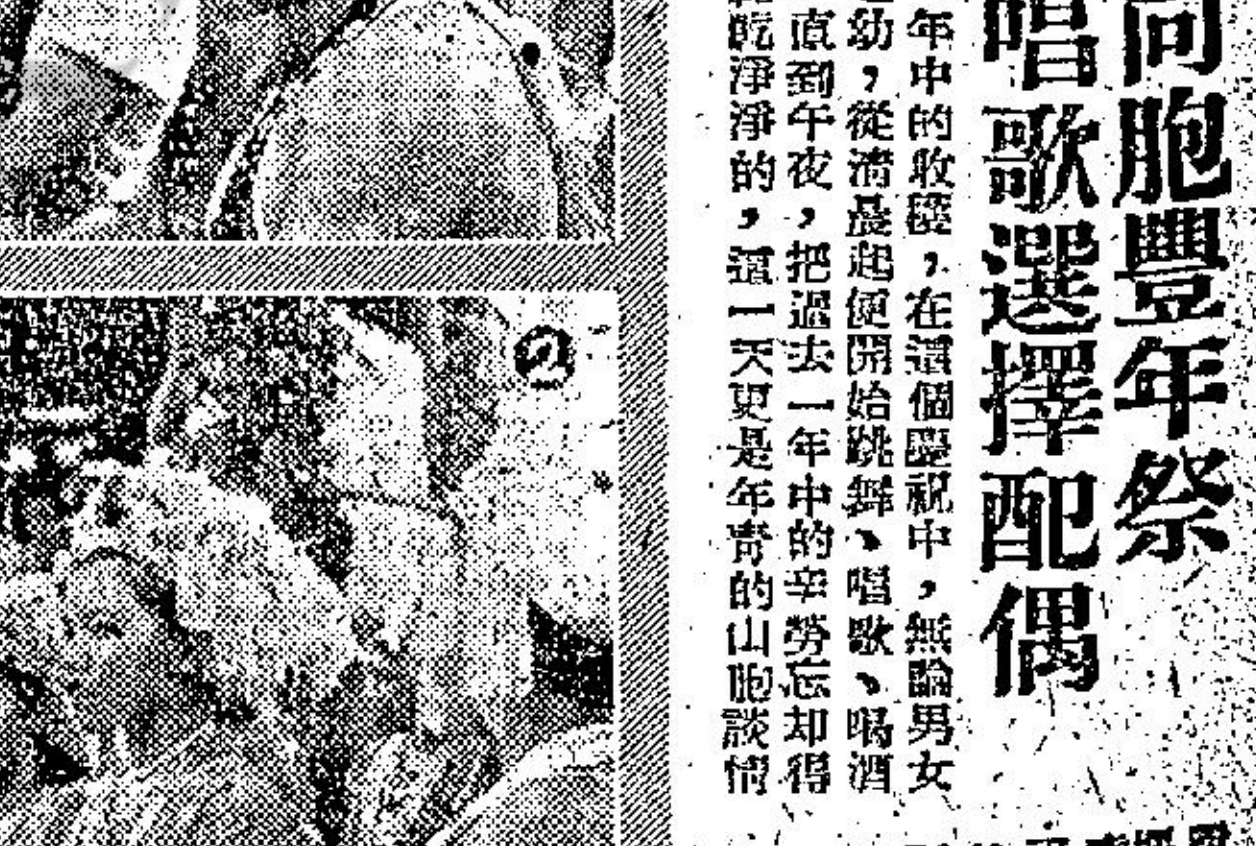 同胞豐年祭
唱歌選擇配偶
年中的收穫，在這個慶祝中，無論男女
幼，從清晨起便開始跳舞、唱歌、喝酒
直到午夜，把過去一年中的辛勞忘却得
乾淨淨的，這一天更是年青的山胞談情
2